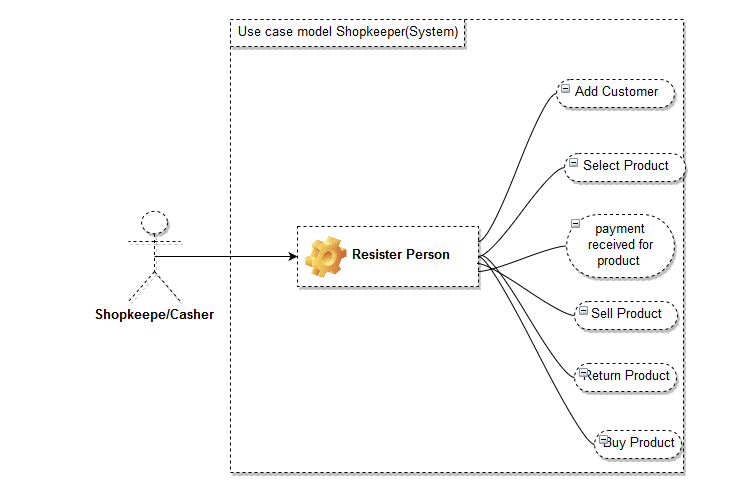 Use case model Shopkeeper(System)
Add Customer
Select Product
payment
received for
product
Resister Person
Sell Product
Shopkeepe/Casher
Return Product
Buy Product